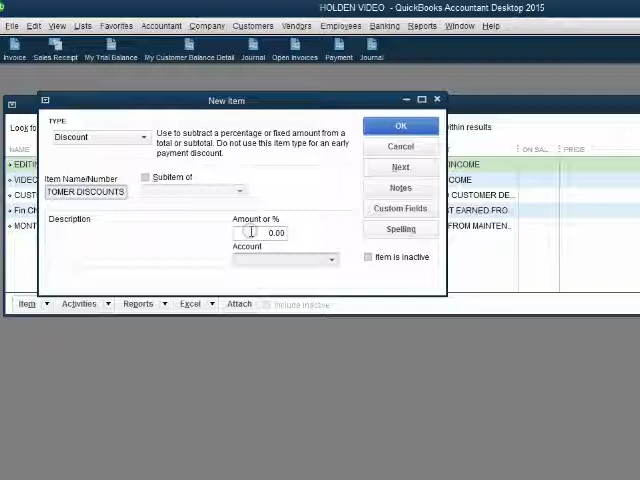 HOLDEN VIDEO - QuickBooks Accountant Desktop 2015
File Edit View Lists Favorites Accountant Company Customers Vendors Employees Banking Reports Window Help
Invoice Sales Receipt My Trial Balance My Customer Balance Detail Journal Open Invoices Payment Journal
New Item
TYPE
Discount
Use to subtract a percentage or fixed amount from a
total or subtotal. Do not use this item type for an early
payment discount.
OK
Cancel
Next
Notes
Custom Fields
Spelling
Item is inactive
Item Name/Number
Subitem of
TOMER DISCOUNTS
Description
Amount or %
0.00
Account
Look fo
within results
NAME
ON SAL
PRICE
EDITIN
INCOME
VIDEO
COME
CUST
D CUSTOMER DE...
Fin Ch
ST EARNED FRO
MONT
FROM MAINTEN..
Item Activities Reports Excel Attach Include inactive